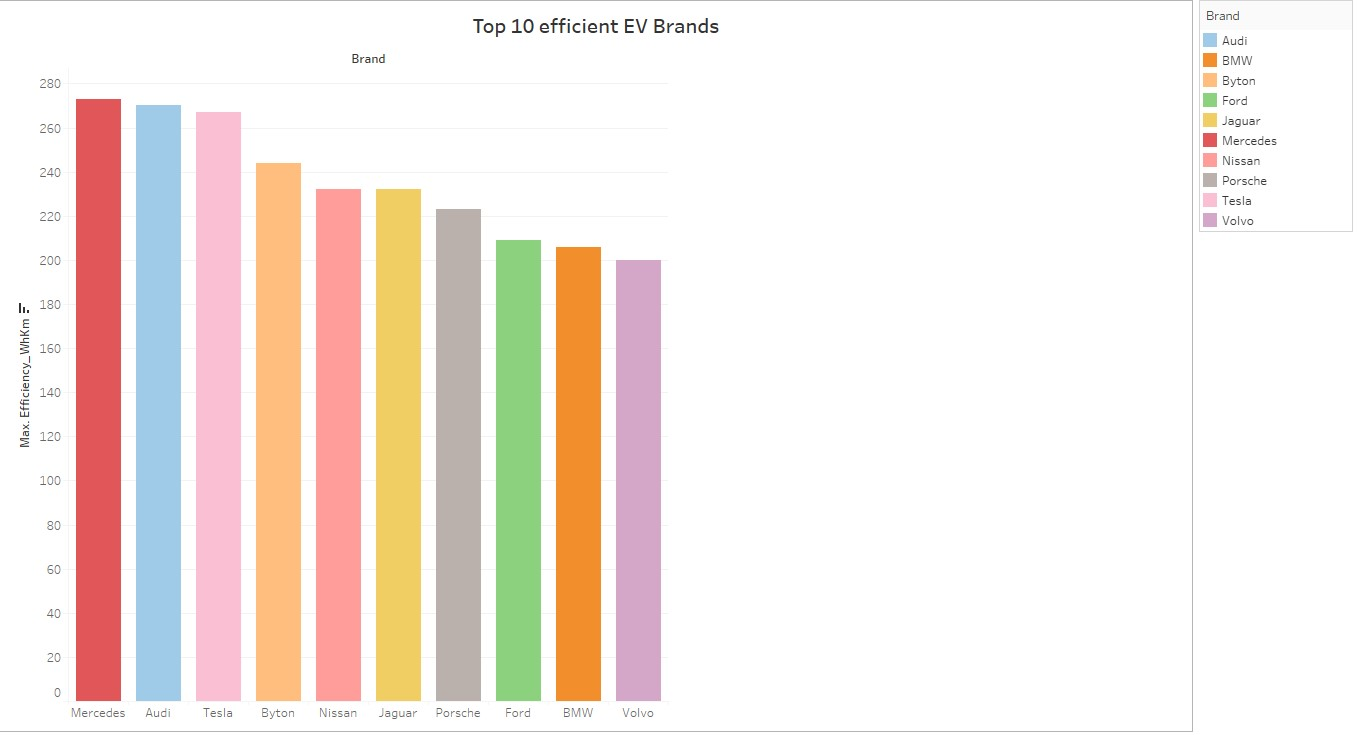 Top 10 efficient EV Brands
Brand
280
260
240
220
200
180
160
140
120
100
80
60
40
20
0
Max. Efficiency_WhKm
Mercedes Audi Tesla Byton Nissan Jaguar Porsche Ford BMW Volvo
Brand
Audi
BMW
Byton
Ford
Jaguar
Mercedes
Nissan
Porsche
Tesla
Volvo